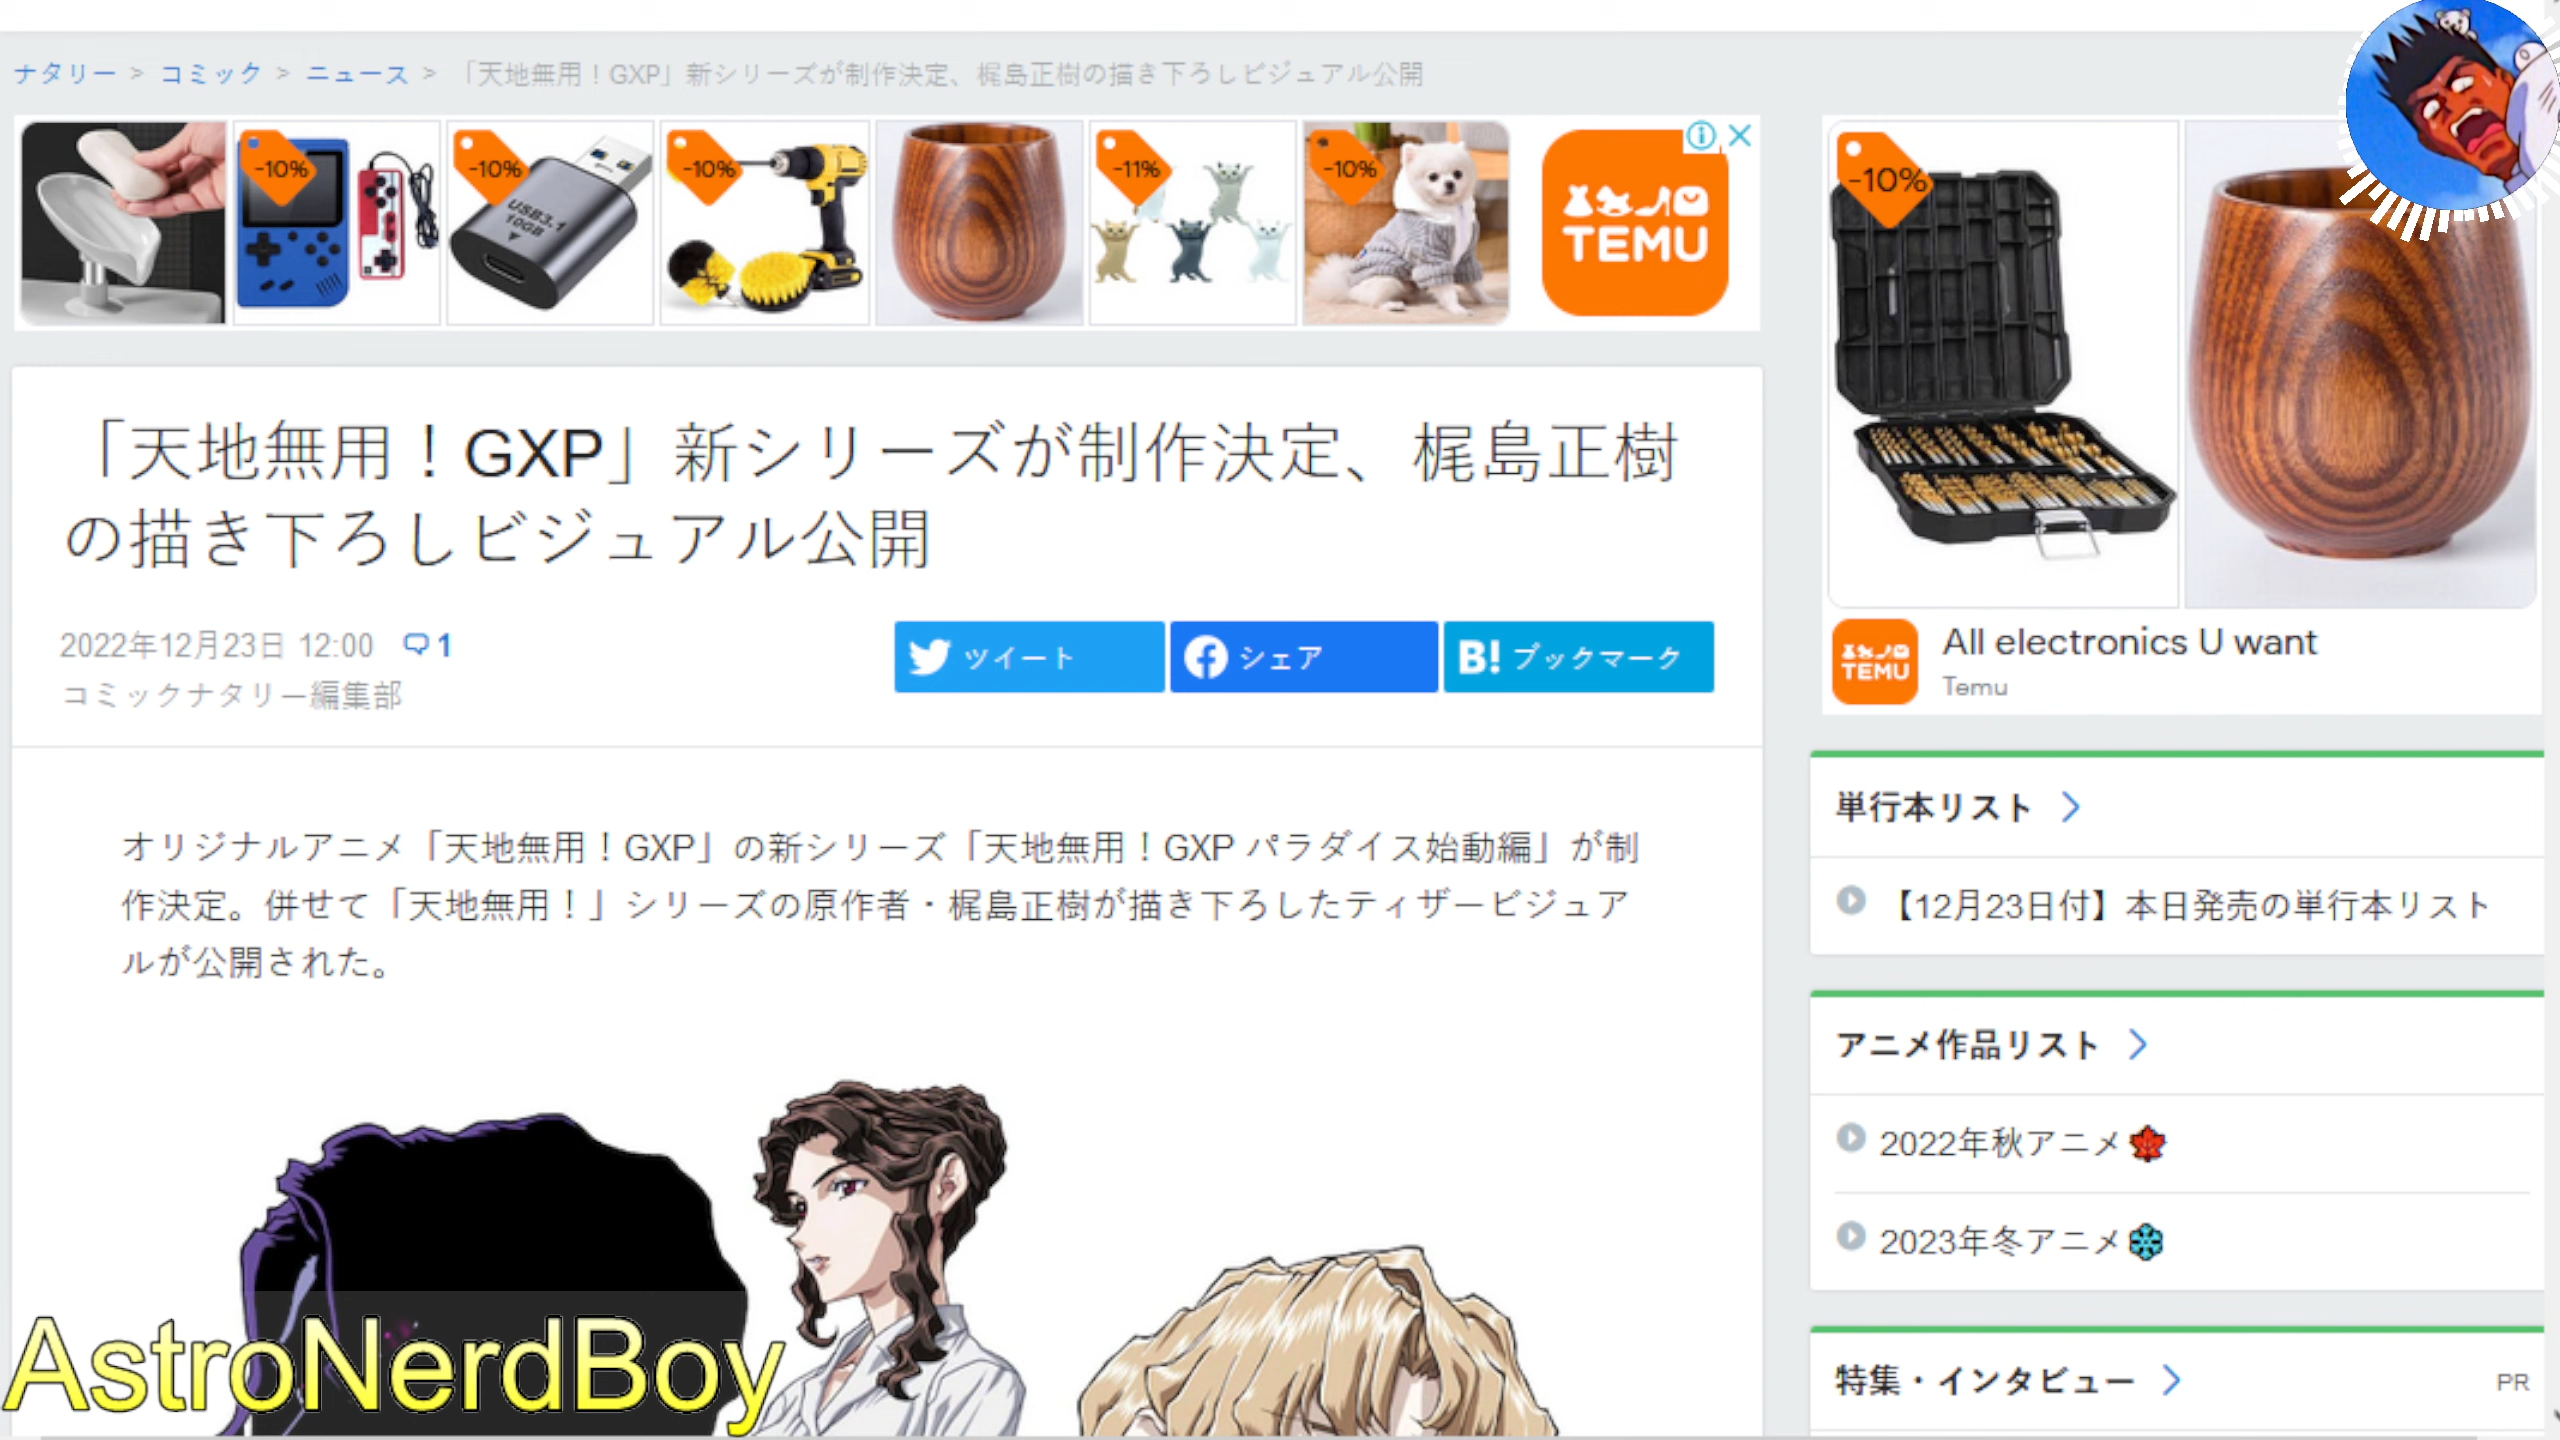 ナタリー > コミック > ニュース > 「天地無用！GXP」新シリーズが制作決定、梶島正樹の描き下ろしビジュアル公開
-10%
-10%
USB3.1
10GB
-10%
-11%
-10%
TEMU
「天地無用！GXP」新シリーズが制作決定、梶島正樹
の描き下ろしビジュアル公開
2022年12月23日 12:00 1
コミックナタリー編集部
ツイート
シェア
B! ブックマーク
オリジナルアニメ「天地無用！GXP」の新シリーズ「天地無用！GXP パラダイス始動編」が制
作決定。併せて「天地無用！」シリーズの原作者・梶島正樹が描き下ろしたティザービジュア
ルが公開された。
AstroNerdBoy
-10%
TEMU
All electronics U want
Temu
単行本リスト
【12月23日付】本日発売の単行本リスト
アニメ作品リスト
2022年秋アニメ
2023年冬アニメ
特集・インタビュー
PR